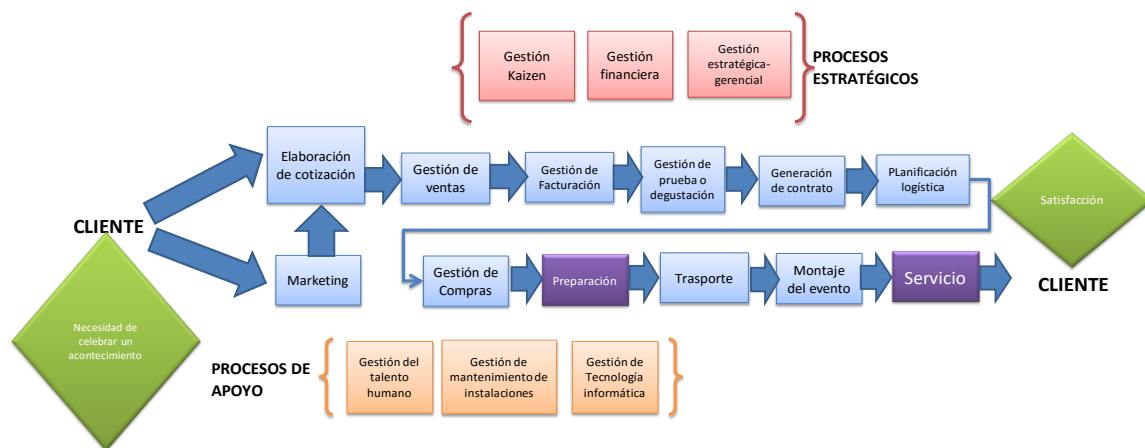 Gestión
Kaizen
Gestión
financiera
Gestión
estratégica-
gerencial
PROCESOS
ESTRATÉGICOS
CLIENTE
Necesidad de
celebrar un
acontecimiento
Elaboración
de cotización
Marketing
Gestión de
ventas
Gestión de
Facturación
Gestión de
prueba o
degustación
Generación
de contrato
PLanificación
logística
Satisfacción
CLIENTE
Gestión de
Compras
Preparación
Trasporte
Montaje
del evento
Servicio
PROCESOS DE
APOYO
Gestión del
talento
humano
Gestión de
mantenimiento de
instalaciones
Gestión de
Tecnología
informática